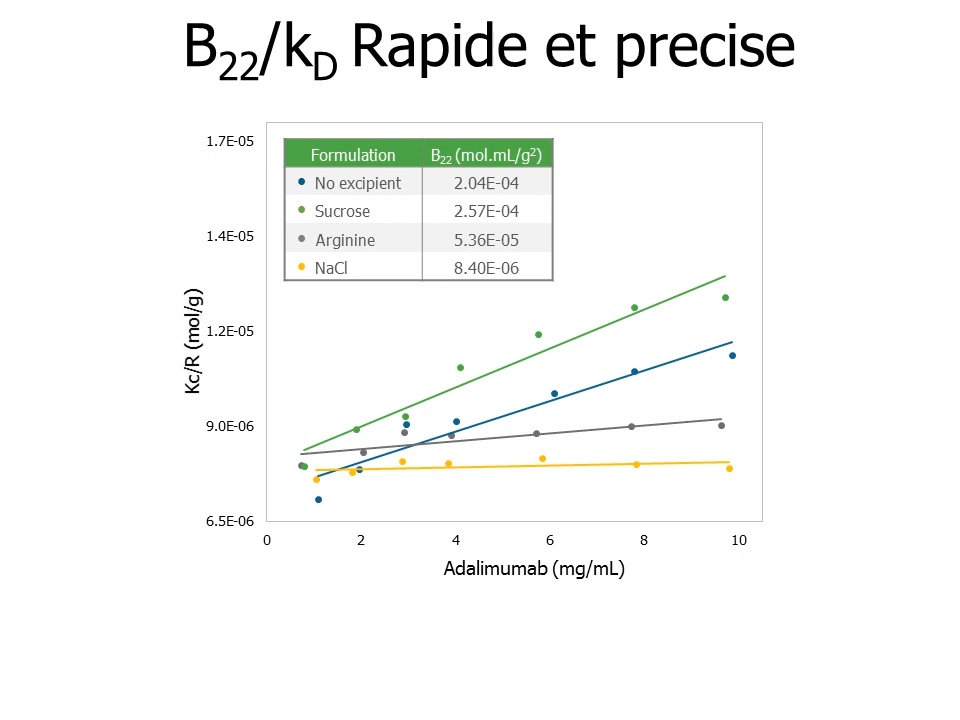 B22/kD Rapide et precise
1.7E-05
Formulation B22 (mol.mL/g2)
No excipient 2.04E-04
Sucrose 2.57E-04
1.4E-05
Arginine 5.36E-05
NaCl 8.40E-06
Kc/R (mol/g)
1.2E-05
9.0E-06
6.5E-06
0 2 4 6 8 10
Adalimumab (mg/mL)